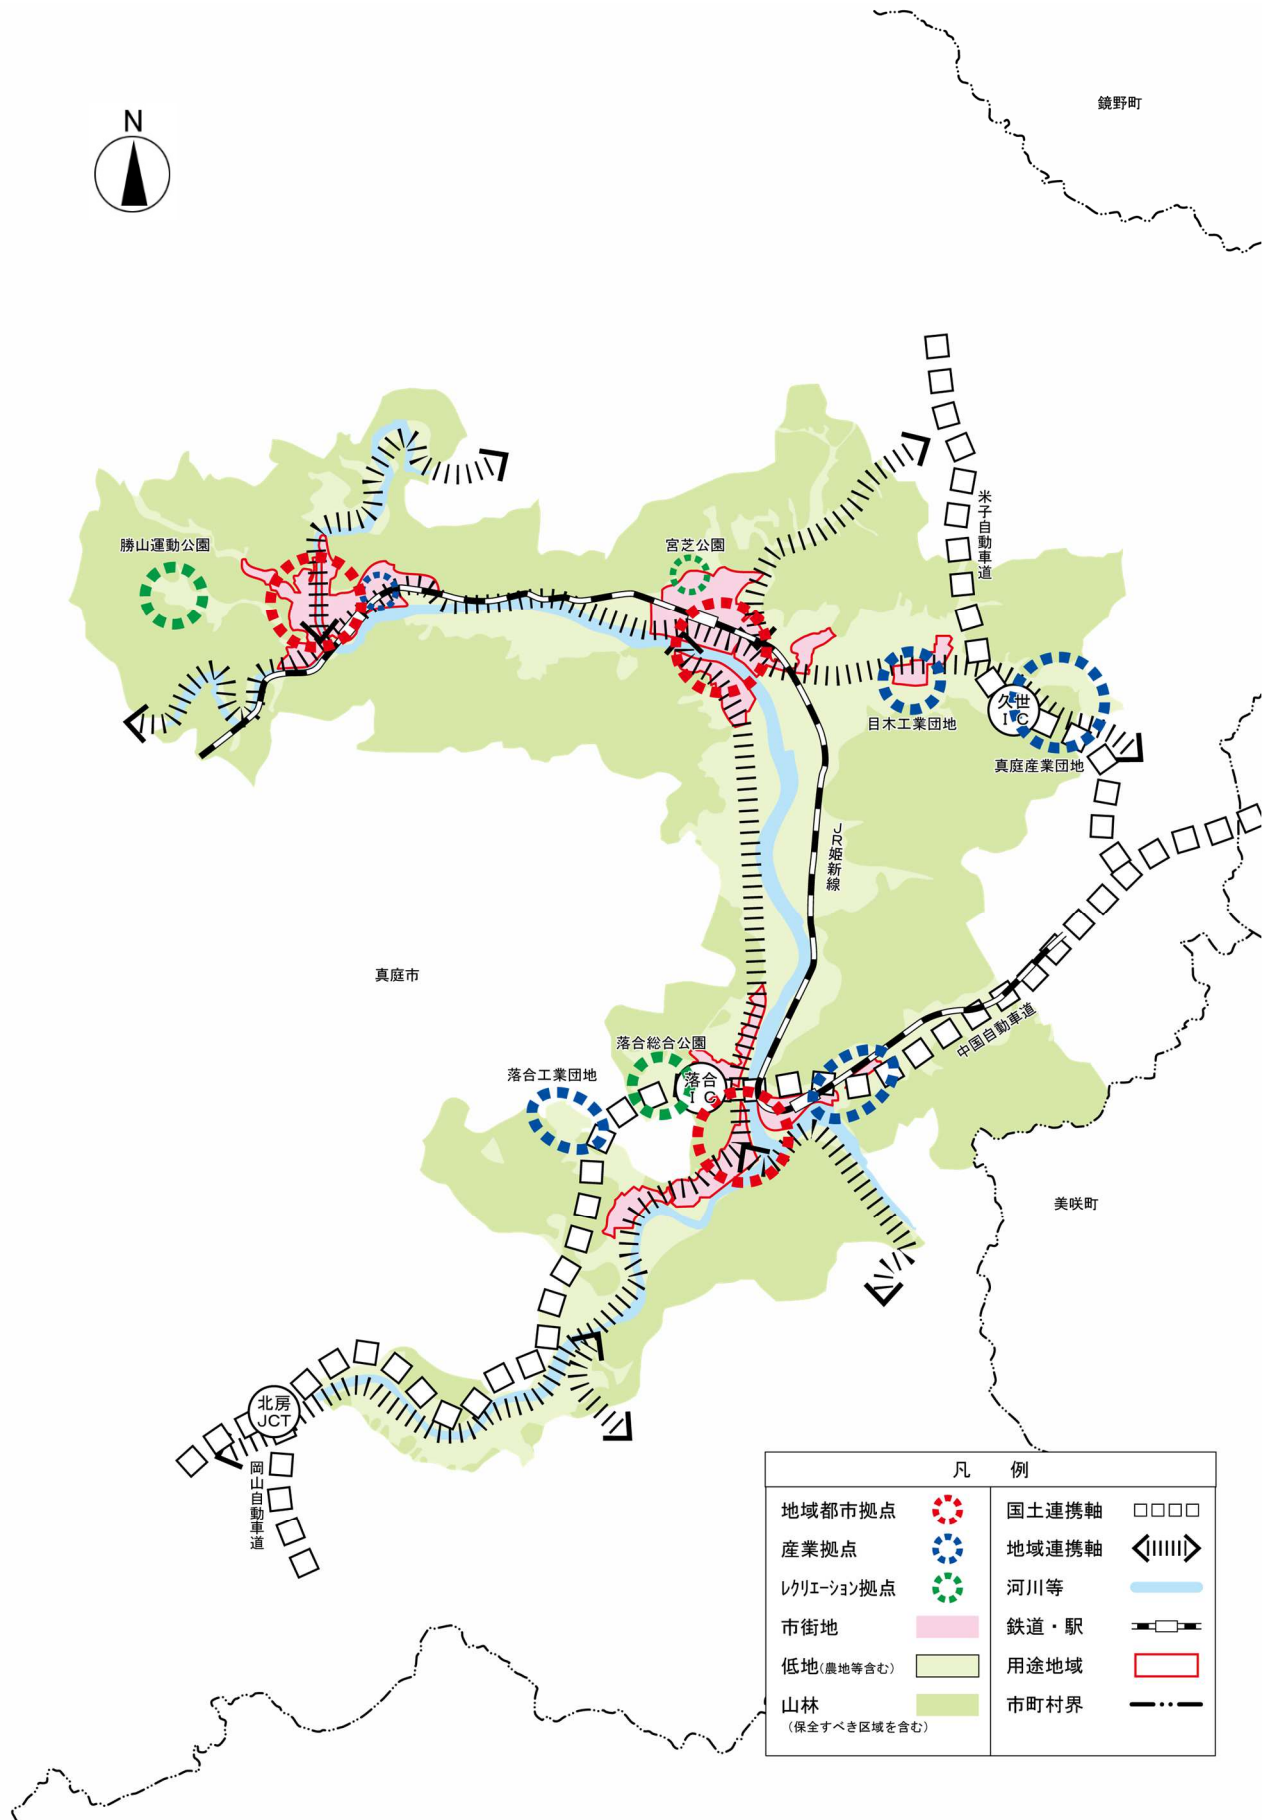 鏡野町
N
米子自動車道
勝山運動公園
宮芝公園
久世
IC
目木工業団地
真庭産業団地
JR姫新線
真庭市
中国自動車道
落合総合公園
落合工業団地
落合
IC
美咲町
北房
JCT
岡山自動車道
凡 例
地域都市拠点
産業拠点
ﾚｸﾘｴｰｼｮﾝ拠点
市街地
低地(農地等含む)
山林
(保全すべき区域を含む)
国土連携軸
地域連携軸
河川等
鉄道・駅
用途地域
市町村界